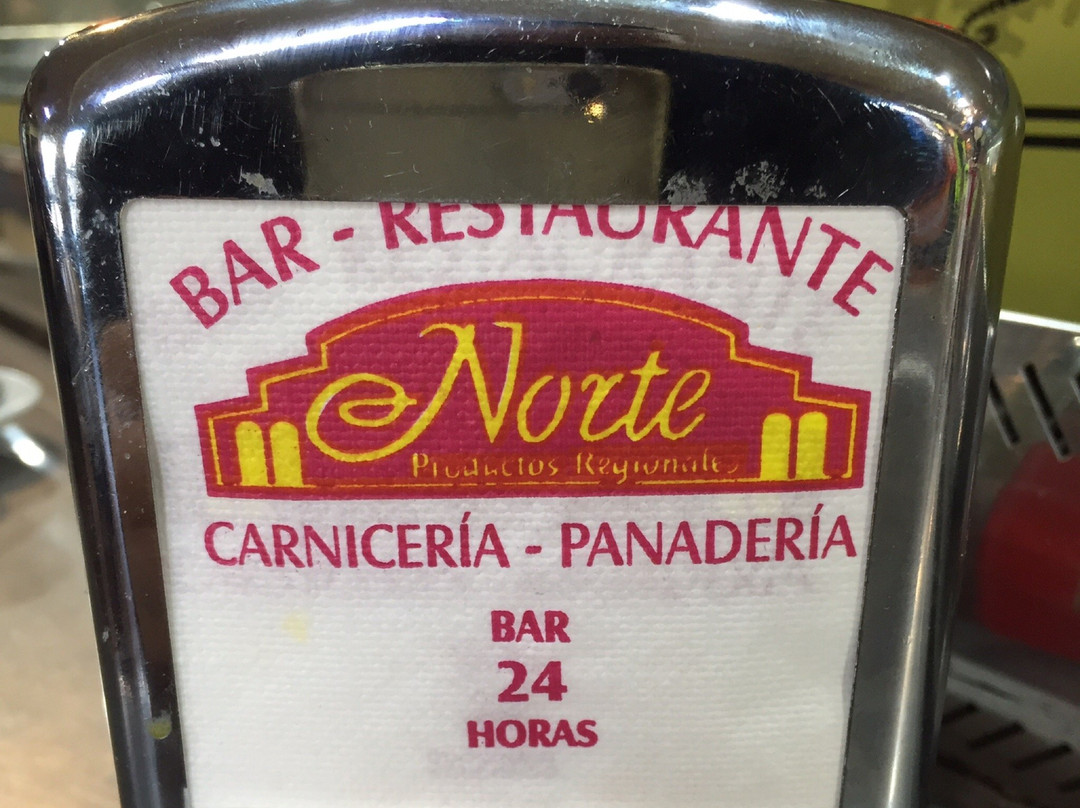 BAR - RESTAURANTE
Norte
Productos Regionales
CARNICERÍA - PANADERÍA
BAR
24
HORAS